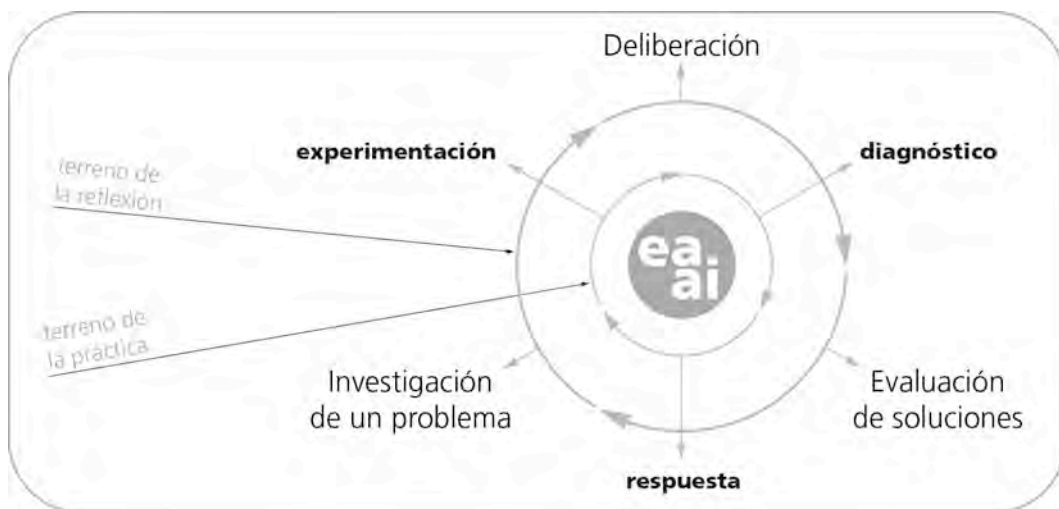 Deliberación
experimentación
diagnóstico
terreno de
la reflexión
ea
ai
terreno de
la práctica
Investigación
de un problema
Evaluación
de soluciones
respuesta